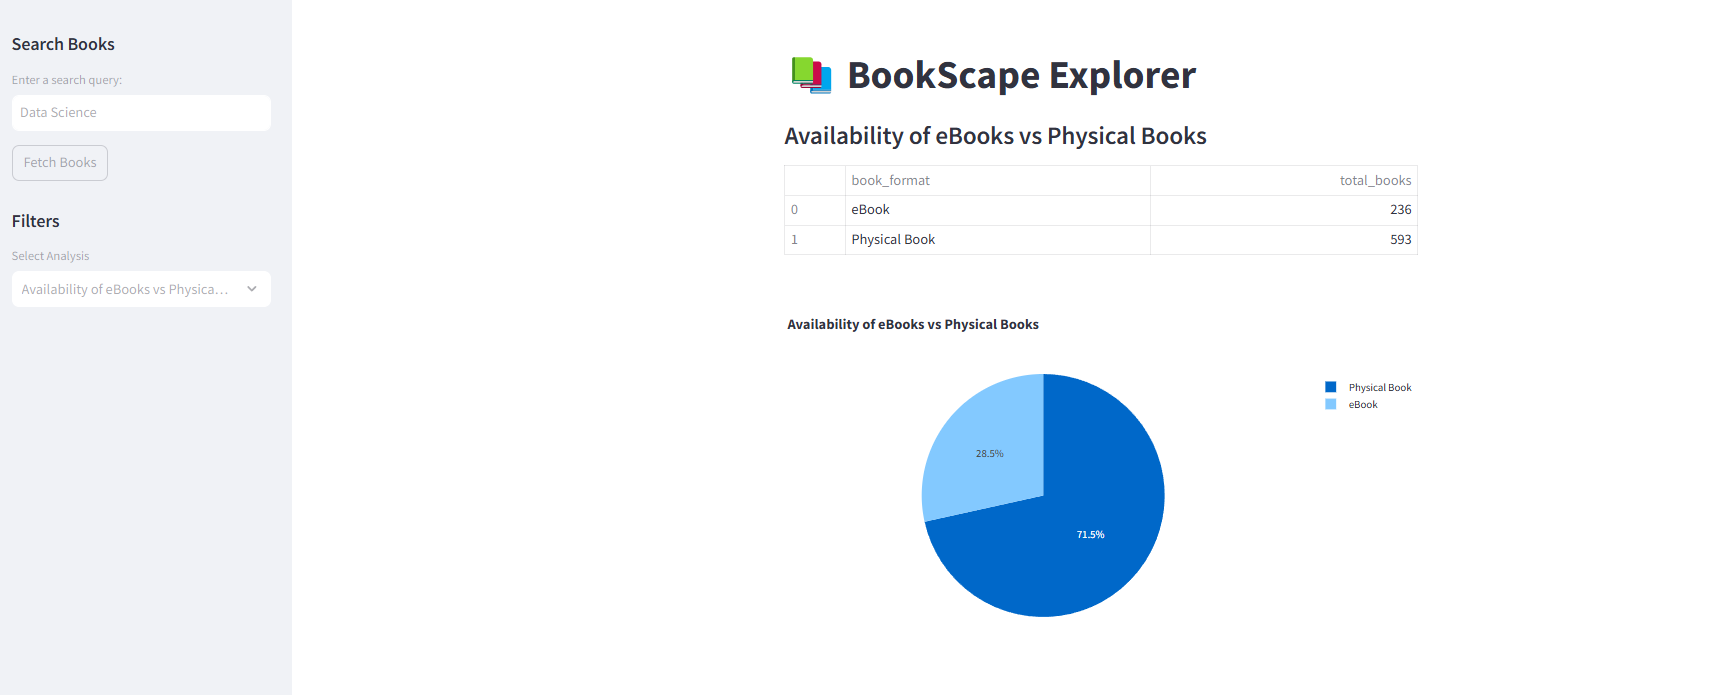 Search Books
Enter a search query:
Data Science
Fetch Books
Filters
Select Analysis
Availability of eBooks vs Physica...
BookScape Explorer
Availability of eBooks vs Physical Books
book_format total_books
0 eBook 236
1 Physical Book 593
Availability of eBooks vs Physical Books
Physical Book
eBook
28.5%
71.5%